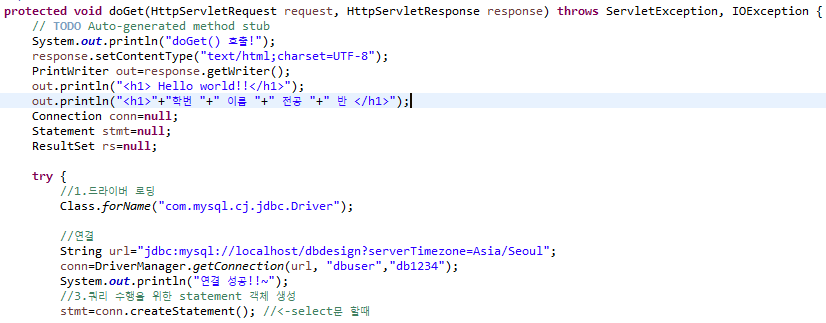 protected void doGet(HttpServletRequest request, HttpServletResponse response) throws ServletException, IOException {
// TODO Auto-generated method stub
System.out.println("doGet() 호출!");
response.setContentType("text/html;charset=UTF-8");
PrintWriter out=response.getWriter();
out.println("<h1> Hello world!!</h1>");
out.println("<h1>"+"학번 "+" 이름 "+" 전공 "+" 반 </h1>");
Connection conn=null;
Statement stmt=null;
ResultSet rs=null;
try {
//1.드라이버 로딩
Class.forName("com.mysql.cj.jdbc.Driver");
//연결
String url="jdbc:mysql://localhost/dbdesign?serverTimezone=Asia/Seoul";
conn=DriverManager.getConnection(url, "dbuser","db1234");
System.out.println("연결 성공!!~");
//3.쿼리 수행을 위한 statement 객체 생성
stmt=conn.createStatement(); //<-select문 할때